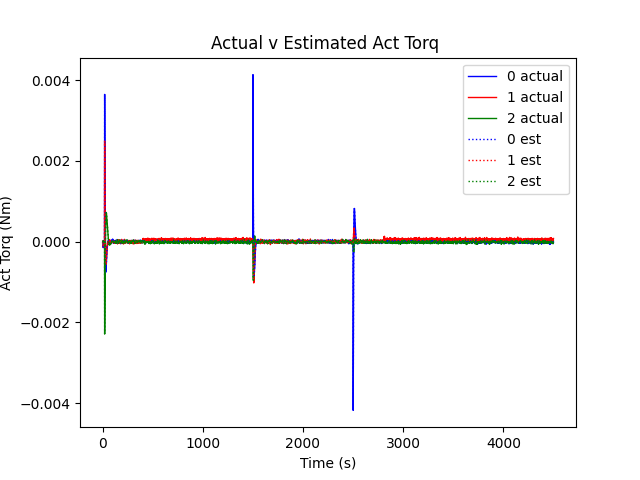 Actual v Estimated Act Torq
0 actual
1 actual
2 actual
0 est
1 est
2 est
0.004
0.002
0.000
−0.002
−0.004
Act Torq (Nm)
0 1000 2000 3000 4000
Time (s)